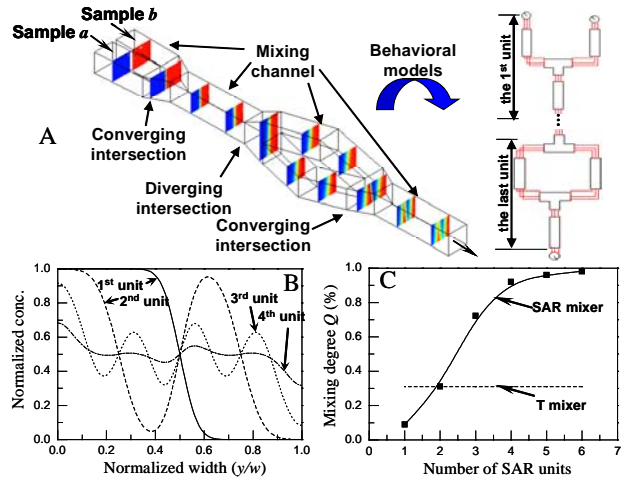 Sample b
Sample a
Mixing
channel
Behavioral
models
the 1st unit
A
Converging
intersection
Diverging
intersection
Converging
intersection
the last unit
B
1st unit
2nd unit
3rd unit
4th unit
Normalized conc.
1.0
0.8
0.6
0.4
0.2
0.0
0.0 0.2 0.4 0.6 0.8 1.0
Normalized width (y/w)
C
SAR mixer
T mixer
Mixing degree Q (%)
1.0
0.8
0.6
0.4
0.2
0.0
0 1 2 3 4 5 6 7
Number of SAR units